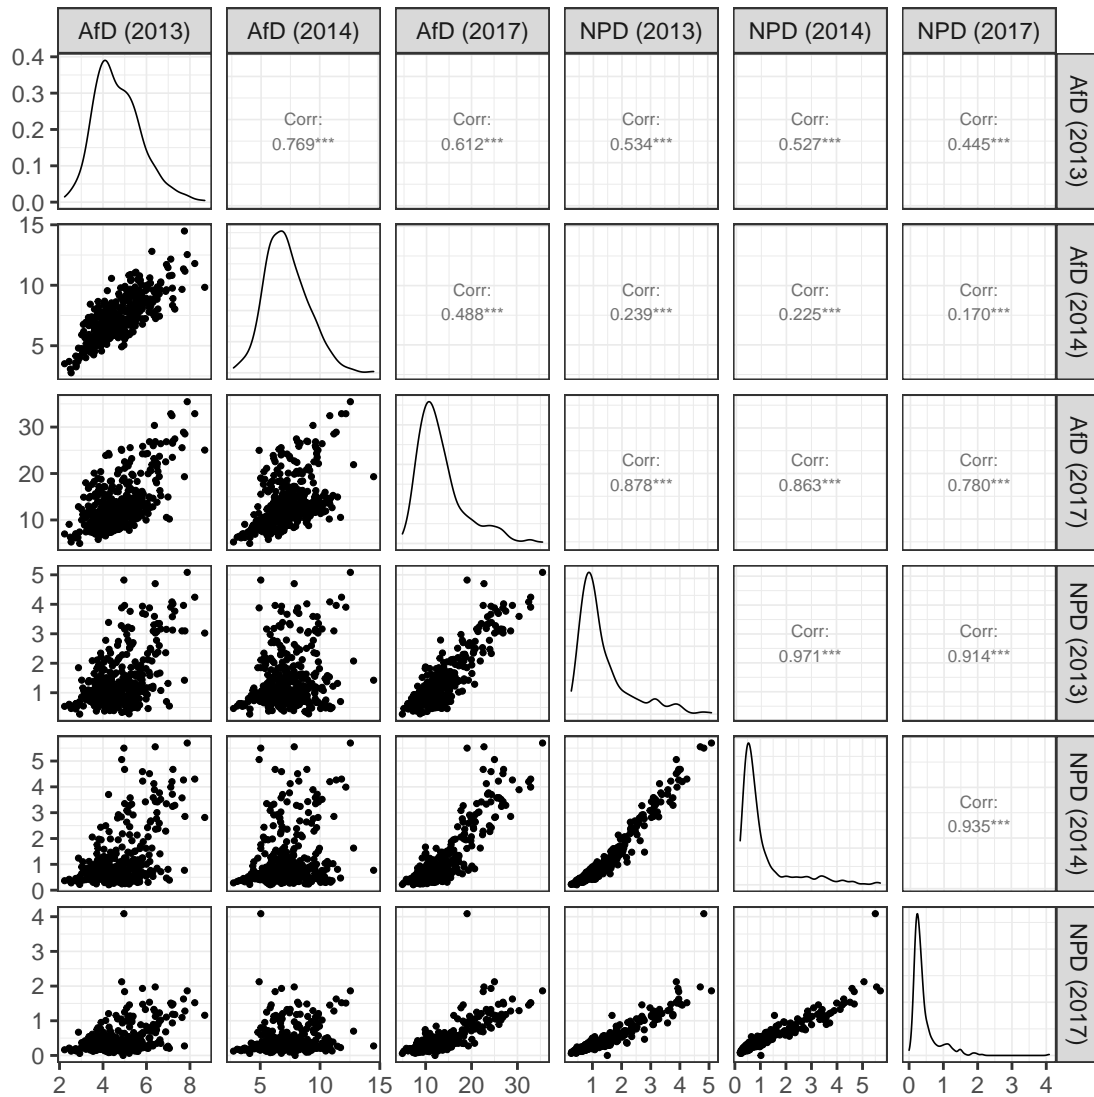 AfD (2013) AfD (2014) AfD (2017) NPD (2013) NPD (2014) NPD (2017)
0.4
0.3
0.2
0.1
0.0
Corr:
0.769***
Corr:
0.612***
Corr:
0.534***
Corr:
0.527***
Corr:
0.445***
AfD (2013)
15
10
5
Corr:
0.488***
Corr:
0.239***
Corr:
0.225***
Corr:
0.170***
AfD (2014)
30
20
10
Corr:
0.878***
Corr:
0.863***
Corr:
0.780***
AfD (2017)
5
4
3
2
1
Corr:
0.971***
Corr:
0.914***
NPD (2013)
5
4
3
2
1
0
Corr:
0.935***
NPD (2014)
4
3
2
1
0
NPD (2017)
2 4 6 8 5 10 15 10 20 30 1 2 3 4 5 0 1 2 3 4 5 0 1 2 3 4